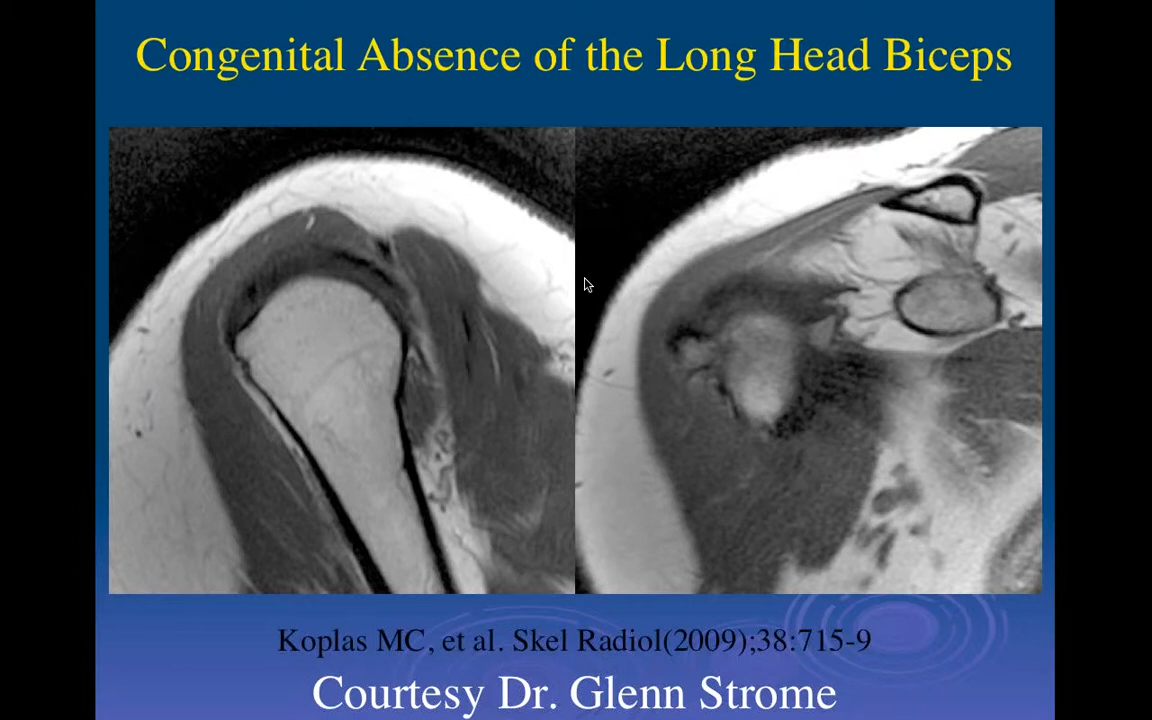 Congenital Absence of the Long Head Biceps
Koplas MC, et al. Skel Radiol(2009);38:715-9
Courtesy Dr. Glenn Strome